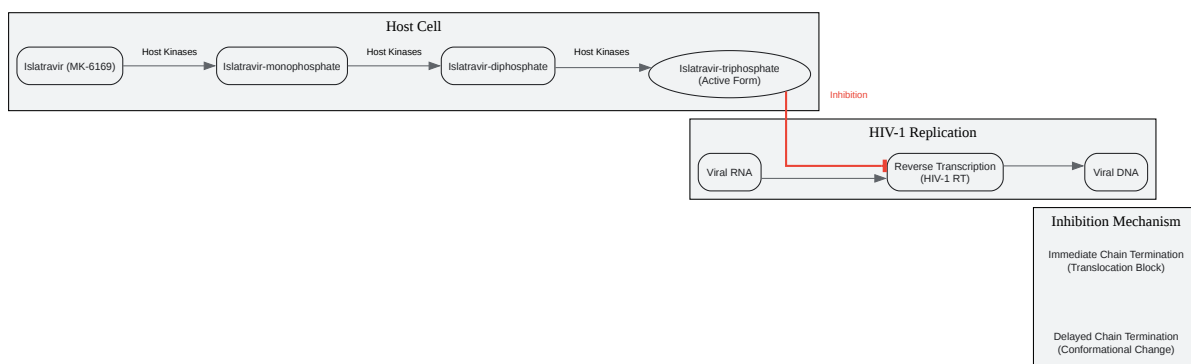 Host Cell
Islatravir (MK-6169)
Host Kinases
Islatravir-monophosphate
Host Kinases
Islatravir-diphosphate
Host Kinases
Islatravir-triphosphate
(Active Form)
Inhibition
HIV-1 Replication
Viral RNA
Reverse Transcription
(HIV-1 RT)
Viral DNA
Inhibition Mechanism
Immediate Chain Termination
(Translocation Block)
Delayed Chain Termination
(Conformational Change)